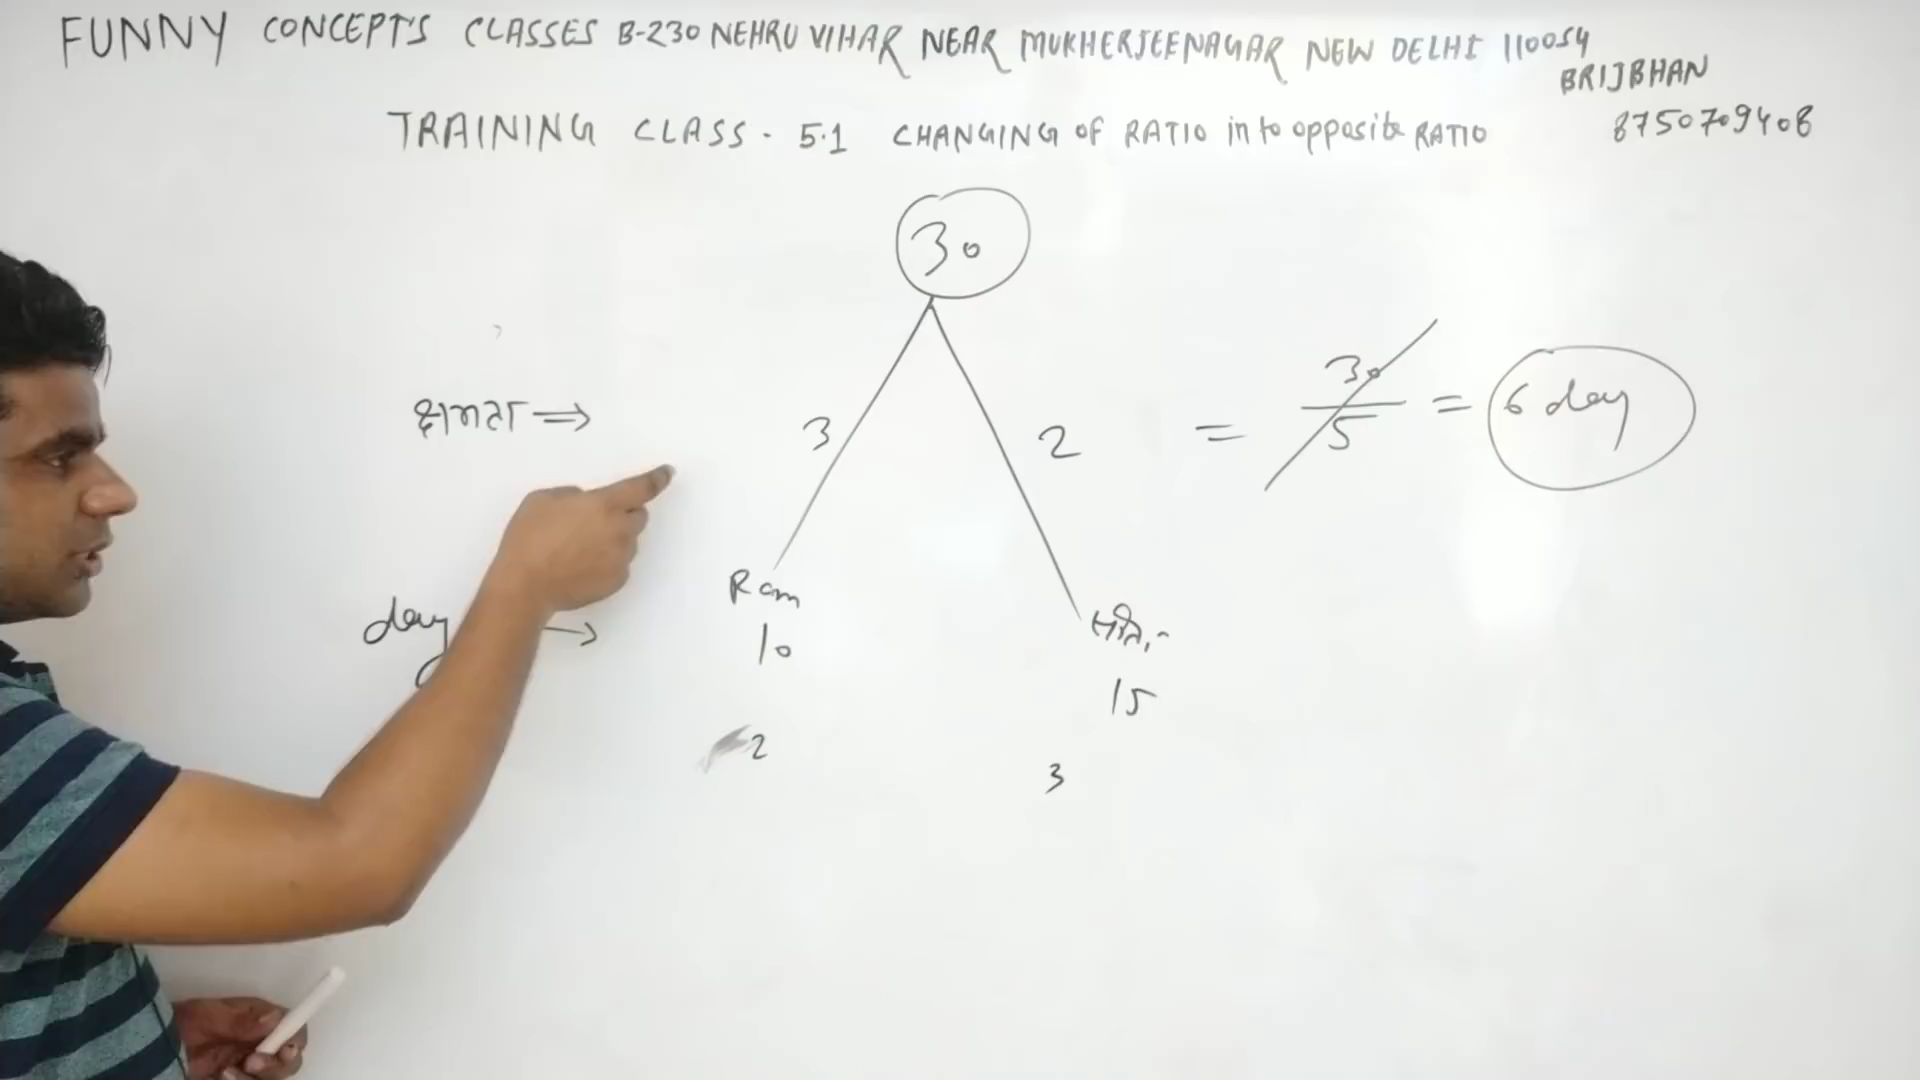 FUNNY CONCEPT'S CLASSES B-230 NEHRU VIHAR NEAR MUKHERJEENAGAR NEW DELHI 110054
BRIJBHAN
8750709408
TRAINING CLASS - 5.1 CHANGING OF RATIO in to opposite RATIO
30
क्षमता ⇒ 3 2 = 30/5 = 6 day
day → Ram
10 15
2 3